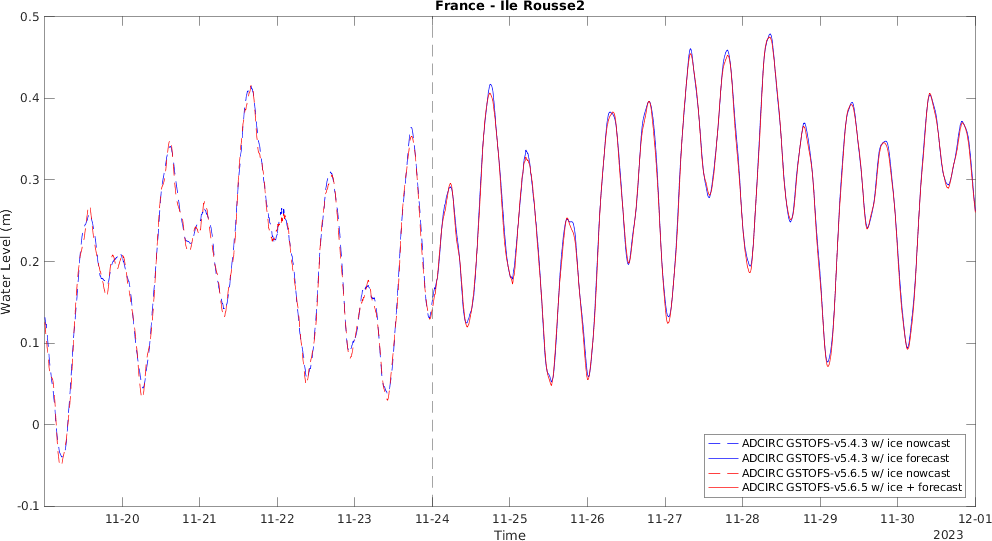 France - Ile Rousse2
0.5
0.4
0.3
0.2
0.1
0
-0.1
Water Level (m)
11-20 11-21 11-22 11-23 11-24 11-25 11-26 11-27 11-28 11-29 11-30 12-01
Time
2023
ADCIRC GSTOFS-v5.4.3 w/ ice nowcast
ADCIRC GSTOFS-v5.4.3 w/ ice forecast
ADCIRC GSTOFS-v5.6.5 w/ ice nowcast
ADCIRC GSTOFS-v5.6.5 w/ ice + forecast